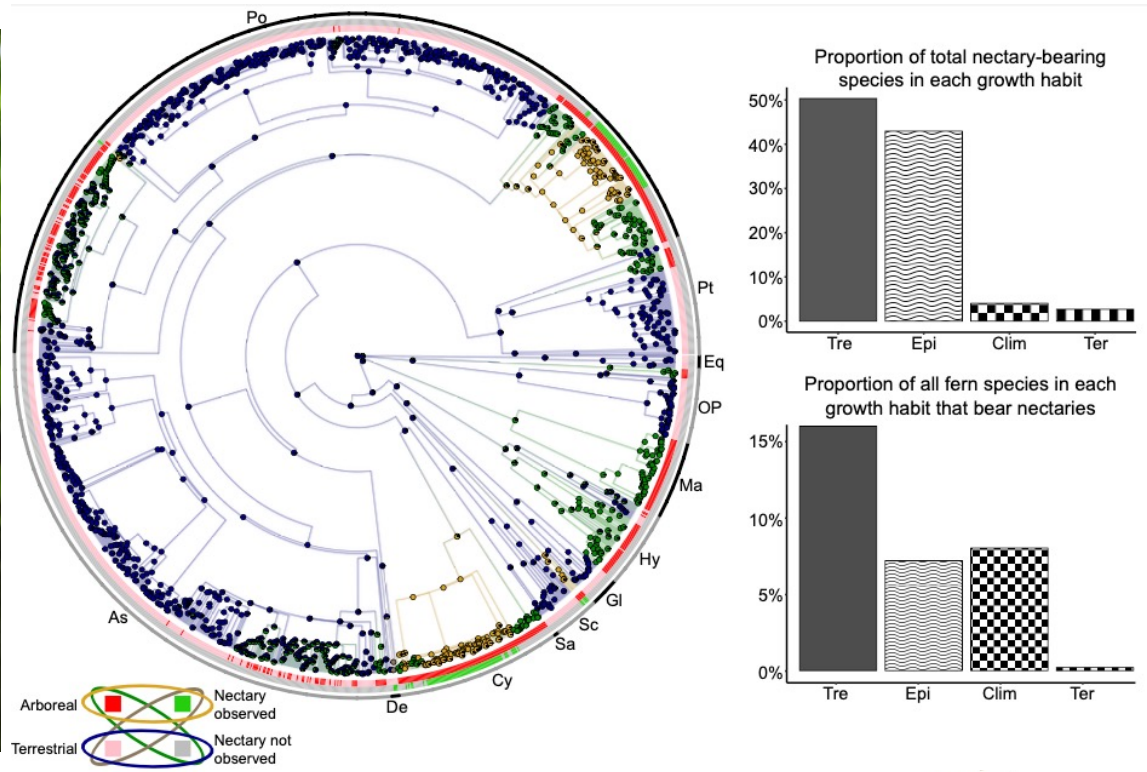 Po
Pt
Eq
OP
Ma
Hy
Gl
Sc
Sa
Cy
De
As
Arboreal
Nectary
observed
Terrestrial
Nectary not
observed
Proportion of total nectary-bearing
species in each growth habit
50%
40%
30%
20%
10%
0%
Tre Epi Clim Ter
Proportion of all fern species in each
growth habit that bear nectaries
15%
10%
5%
0%
Tre Epi Clim Ter